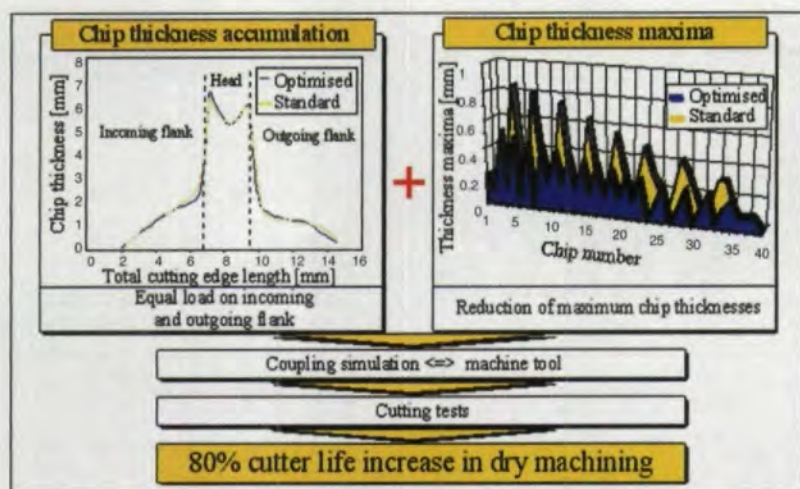 Chip thickness accumulation
Chip thickness [mm]
8
7
6
5
4
3
2
1
0
Head
Optimised
Standard
Incoming flank
Outgoing flank
0 2 4 6 8 10 12 14 16
Total cutting edge length [mm]
Equal load on incoming
and outgoing flank
+
Chip thickness maxima
Thickness maxima [mm]
1
0.8
0.6
0.4
0.2
0
Optimised
Standard
1 5 10 15 20 25 30 35 40
Chip number
Reduction of maximum chip thicknesses
Coupling simulation <=> machine tool
Cutting tests
80% cutter life increase in dry machining